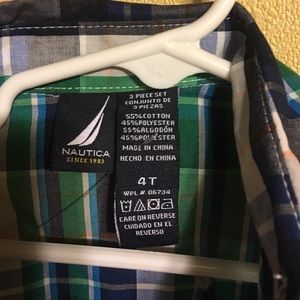 NAUTICA
SINCE 1983
3 PIECE SET
CONJUNTO DE
3 PIEZAS
55% COTTON
45% POLYESTER
55% ALGODÓN
45% POLIÉSTER
MADE IN CHINA
HECHO EN CHINA
4T
WPL # 06734
CARE ON REVERSE
CUIDADO EN EL
REVERSO